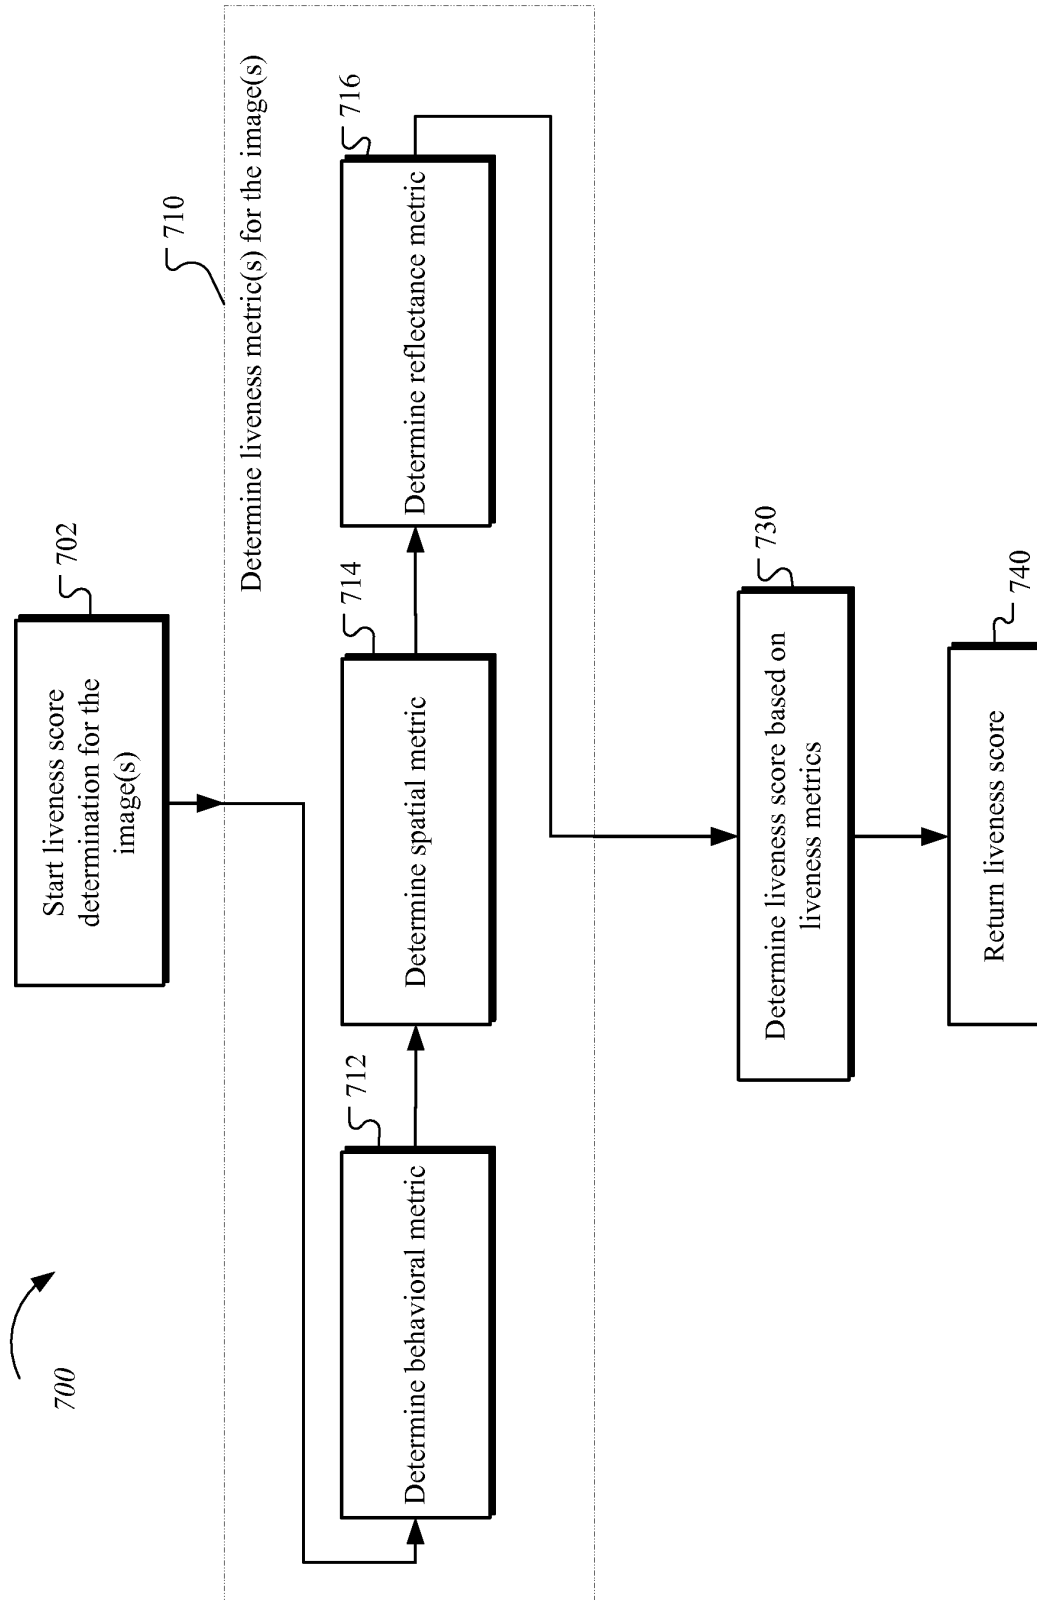 700
702
Start liveness score
determination for the
image(s)
710
Determine liveness metric(s) for the image(s)
712
Determine behavioral metric
714
Determine spatial metric
716
Determine reflectance metric
730
Determine liveness score based on
liveness metrics
740
Return liveness score